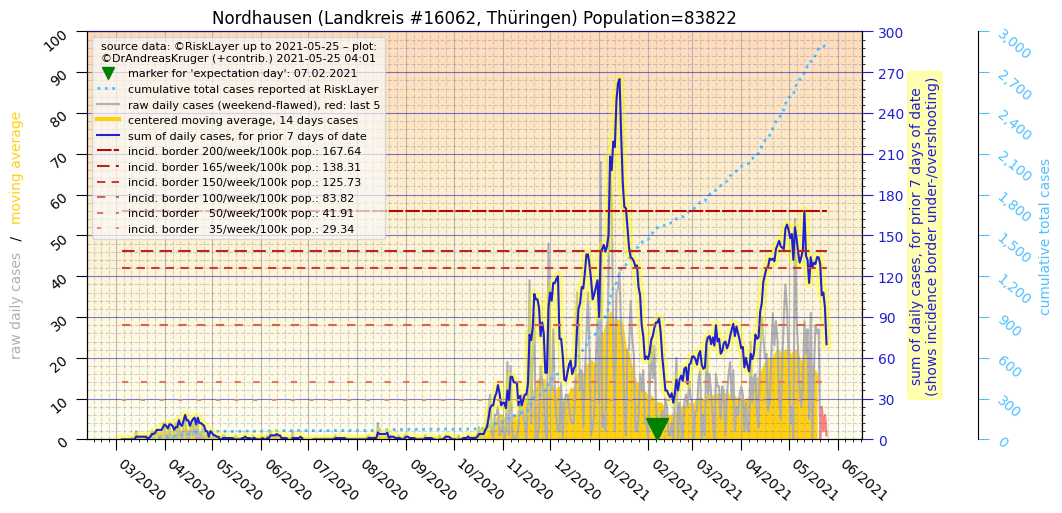 Nordhausen (Landkreis #16062, Thüringen) Population=83822
source data: ©RiskLayer up to 2021-05-25 – plot:
©DrAndreasKruger (+contrib.) 2021-05-25 04:01
marker for 'expectation day': 07.02.2021
cumulative total cases reported at RiskLayer
raw daily cases (weekend-flawed), red: last 5
centered moving average, 14 days cases
sum of daily cases, for prior 7 days of date
incid. border 200/week/100k pop.: 167.64
incid. border 165/week/100k pop.: 138.31
incid. border 150/week/100k pop.: 125.73
incid. border 100/week/100k pop.: 83.82
incid. border 50/week/100k pop.: 41.91
incid. border 35/week/100k pop.: 29.34
raw daily cases / moving average
100
90
80
70
60
50
40
30
20
10
0
03/2020
04/2020
05/2020
06/2020
07/2020
08/2020
09/2020
10/2020
11/2020
12/2020
01/2021
02/2021
03/2021
04/2021
05/2021
06/2021
300
270
240
210
180
150
120
90
60
30
0
sum of daily cases, for prior 7 days of date
(shows incidence border under-/overshooting)
3,000
2,700
2,400
2,100
1,800
1,500
1,200
900
600
300
0
cumulative total cases